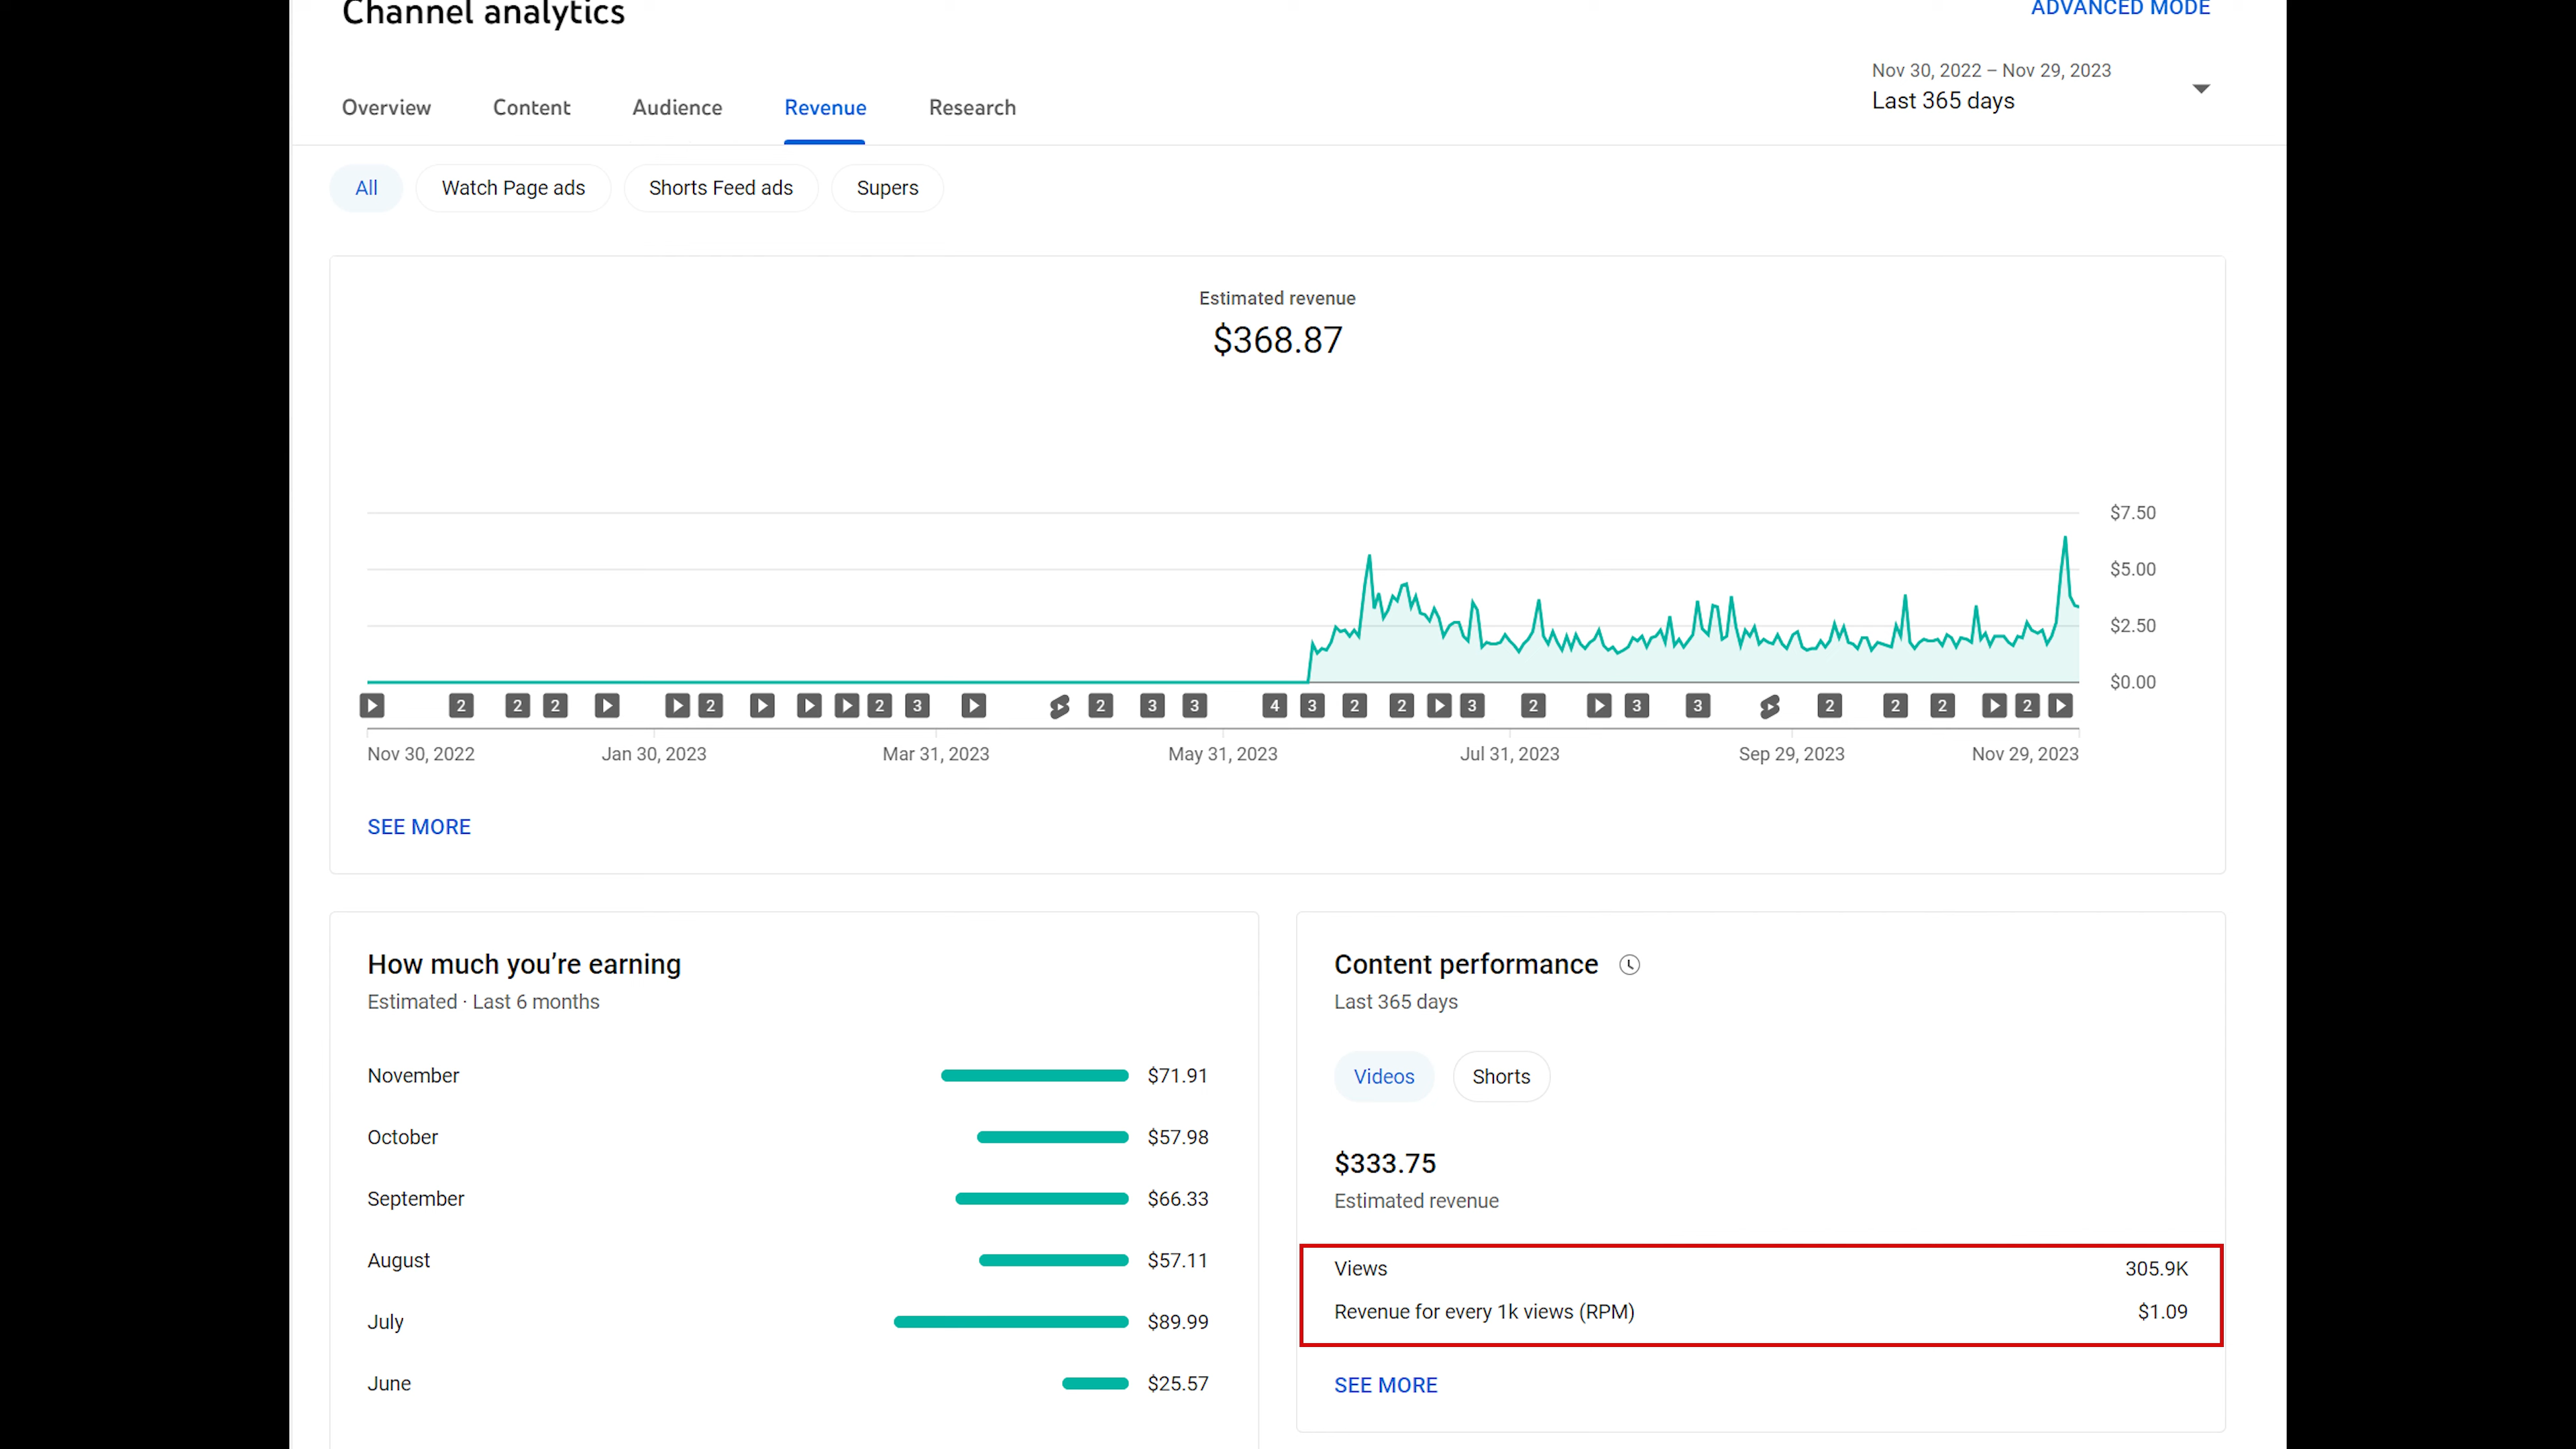 Channel analytics
ADVANCED MODE
Nov 30, 2022 – Nov 29, 2023
Last 365 days
Overview Content Audience Revenue Research
All Watch Page ads Shorts Feed ads Supers
Estimated revenue
$368.87
$7.50
$5.00
$2.50
$0.00
2 2 2 2 2 3 2 3 3 4 3 2 2 3 2 3 3 2 2 2 2
Nov 30, 2022 Jan 30, 2023 Mar 31, 2023 May 31, 2023 Jul 31, 2023 Sep 29, 2023 Nov 29, 2023
SEE MORE
How much you’re earning
Estimated · Last 6 months
November $71.91
October $57.98
September $66.33
August $57.11
July $89.99
June $25.57
Content performance
Last 365 days
Videos Shorts
$333.75
Estimated revenue
Views 305.9K
Revenue for every 1k views (RPM) $1.09
SEE MORE